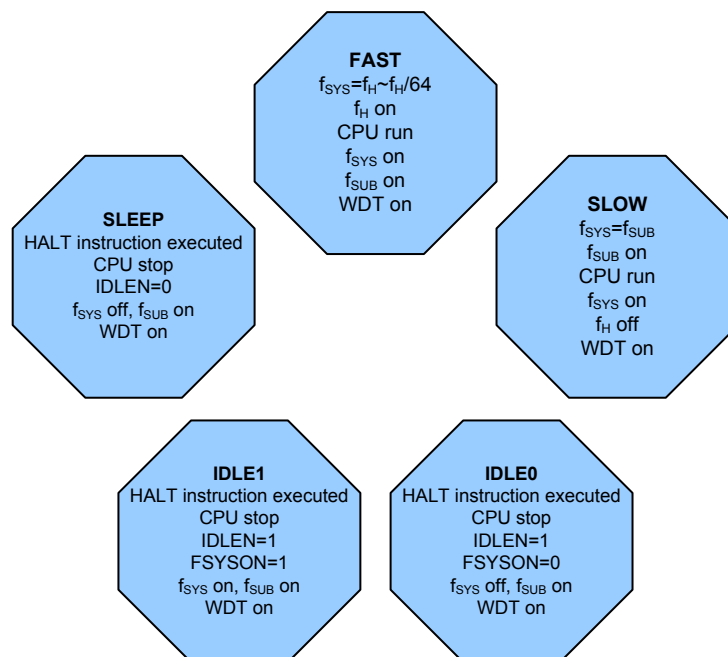 FAST
fSYS=fH~fH/64
fH on
CPU run
fSYS on
fSUB on
WDT on
SLEEP
HALT instruction executed
CPU stop
IDLEN=0
fSYS off, fSUB on
WDT on
SLOW
fSYS=fSUB
fSUB on
CPU run
fSYS on
fH off
WDT on
IDLE1
HALT instruction executed
CPU stop
IDLEN=1
FSYSON=1
fSYS on, fSUB on
WDT on
IDLE0
HALT instruction executed
CPU stop
IDLEN=1
FSYSON=0
fSYS off, fSUB on
WDT on